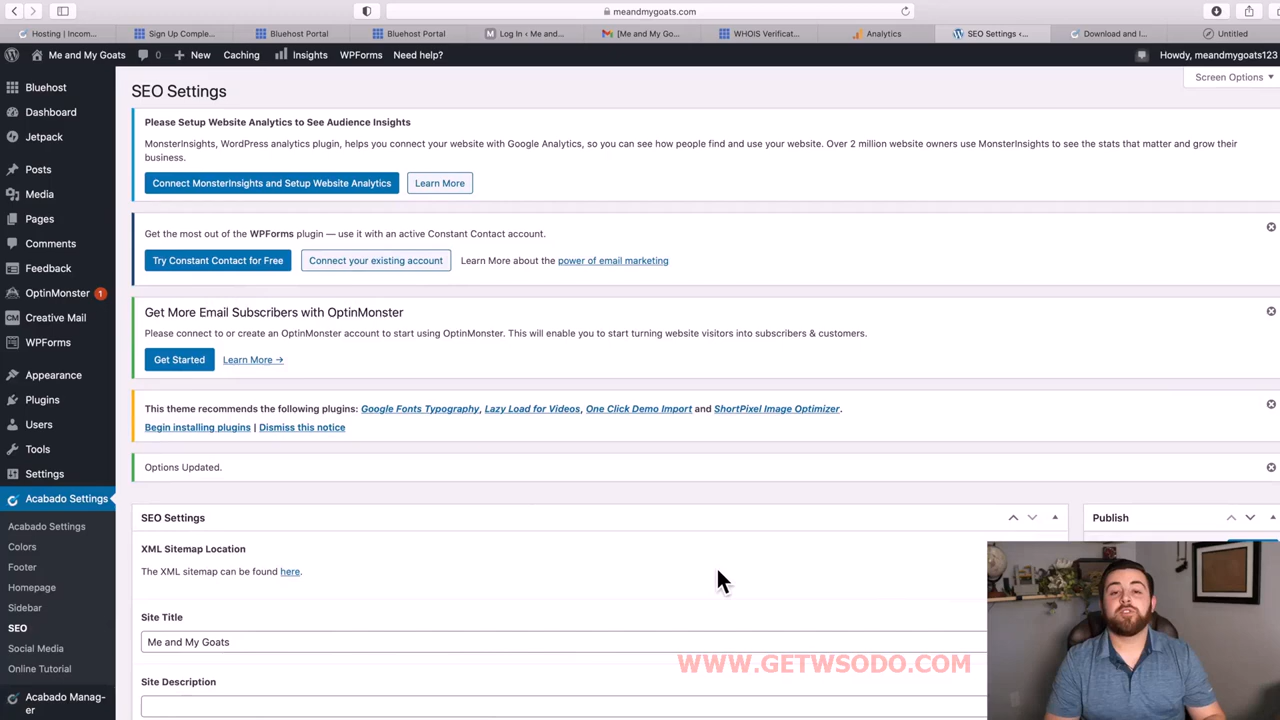 meandmygoats.com
Hosting | Incom...
Sign Up Comple...
Bluehost Portal
Bluehost Portal
Log In ‹ Me and...
[Me and My Go...
WHOIS Verificat...
Analytics
SEO Settings ‹...
Download and I...
Untitled
Me and My Goats
0
New
Caching
Insights
WPForms
Need help?
Howdy, meandmygoats123
Bluehost
Dashboard
Jetpack
Posts
Media
Pages
Comments
Feedback
OptinMonster 1
Creative Mail
WPForms
Appearance
Plugins
Users
Tools
Settings
Acabado Settings
Acabado Settings
Colors
Footer
Homepage
Sidebar
SEO
Social Media
Online Tutorial
Acabado Manag-
er
Screen Options
SEO Settings
Please Setup Website Analytics to See Audience Insights
MonsterInsights, WordPress analytics plugin, helps you connect your website with Google Analytics, so you can see how people find and use your website. Over 2 million website owners use MonsterInsights to see the stats that matter and grow their
business.
Connect MonsterInsights and Setup Website Analytics
Learn More
Get the most out of the WPForms plugin — use it with an active Constant Contact account.
Try Constant Contact for Free
Connect your existing account
Learn More about the power of email marketing
Get More Email Subscribers with OptinMonster
Please connect to or create an OptinMonster account to start using OptinMonster. This will enable you to start turning website visitors into subscribers & customers.
Get Started
Learn More →
This theme recommends the following plugins: Google Fonts Typography, Lazy Load for Videos, One Click Demo Import and ShortPixel Image Optimizer.
Begin installing plugins | Dismiss this notice
Options Updated.
SEO Settings
Publish
XML Sitemap Location
The XML sitemap can be found here.
Site Title
Me and My Goats
WWW.GETWSODO.COM
Site Description